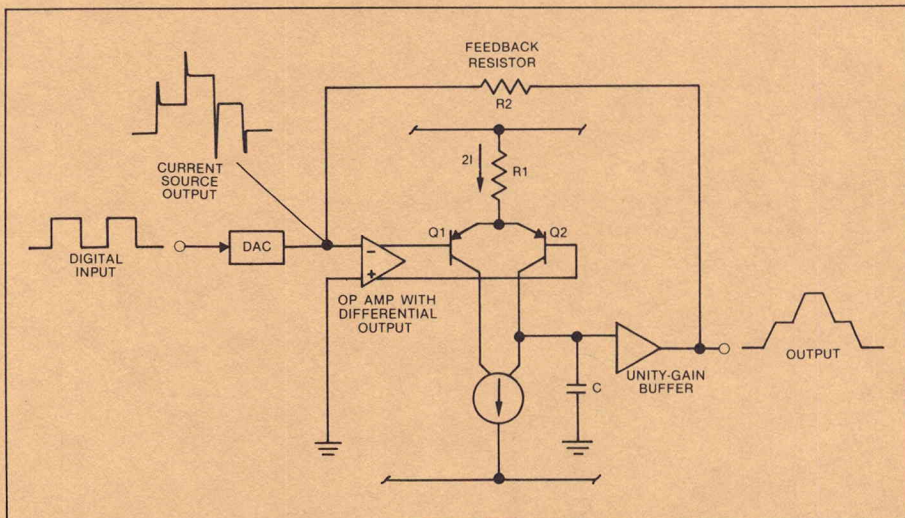 FEEDBACK
RESISTOR
R2
2I
R1
CURRENT
SOURCE
OUTPUT
Q1
Q2
DIGITAL
INPUT
DAC
−
+
OP AMP WITH
DIFFERENTIAL
OUTPUT
C
UNITY-GAIN
BUFFER
OUTPUT